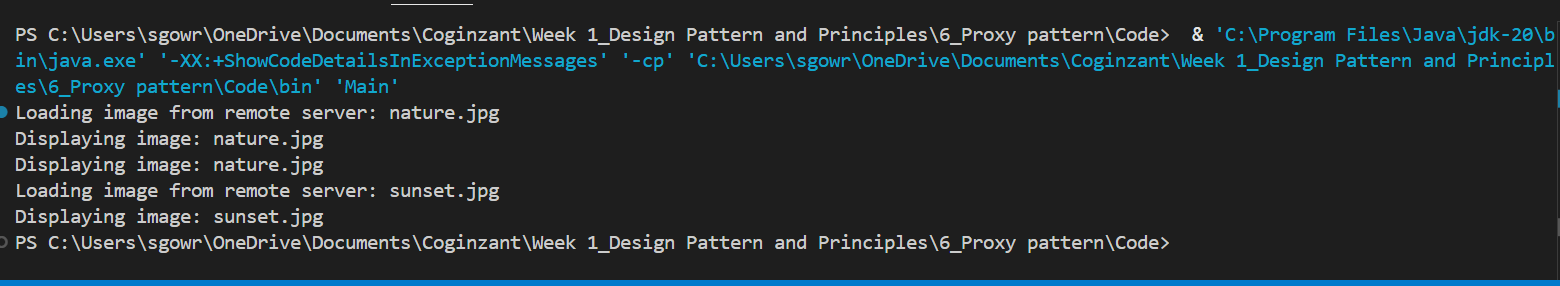 PS C:\Users\sgowr\OneDrive\Documents\Coginzant\Week 1_Design Pattern and Principles\6_Proxy pattern\Code>  & 'C:\Program Files\Java\jdk-20\b
in\java.exe' '-XX:+ShowCodeDetailsInExceptionMessages' '-cp' 'C:\Users\sgowr\OneDrive\Documents\Coginzant\Week 1_Design Pattern and Principl
es\6_Proxy pattern\Code\bin' 'Main'
Loading image from remote server: nature.jpg
Displaying image: nature.jpg
Displaying image: nature.jpg
Loading image from remote server: sunset.jpg
Displaying image: sunset.jpg
PS C:\Users\sgowr\OneDrive\Documents\Coginzant\Week 1_Design Pattern and Principles\6_Proxy pattern\Code>